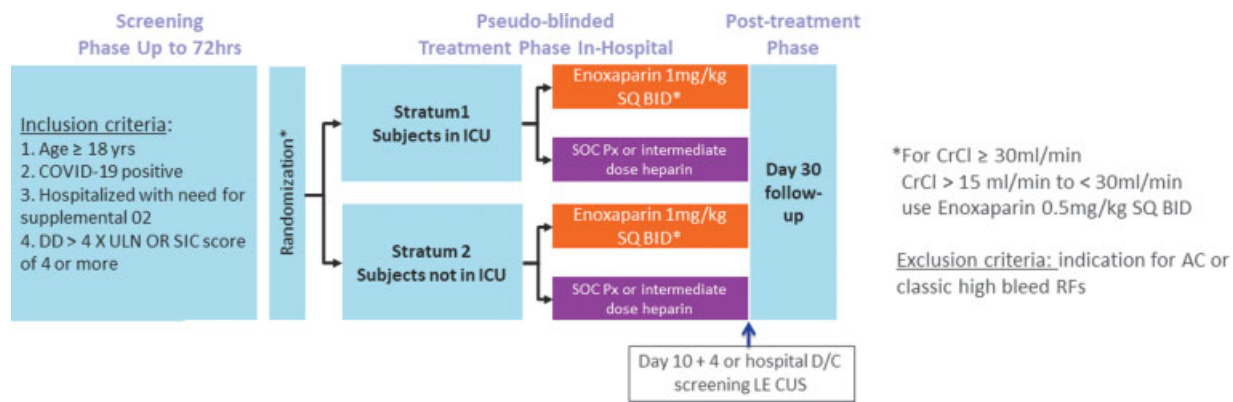 Screening
Phase Up to 72hrs
Pseudo-blinded
Treatment Phase In-Hospital
Post-treatment
Phase
Inclusion criteria:
1. Age ≥ 18 yrs
2. COVID-19 positive
3. Hospitalized with need for
supplemental 02
4. DD > 4 X ULN OR SIC score
of 4 or more
Randomization*
Stratum1
Subjects in ICU
Enoxaparin 1mg/kg
SQ BID*
SOC Px or intermediate
dose heparin
Stratum 2
Subjects not in ICU
Enoxaparin 1mg/kg
SQ BID*
SOC Px or intermediate
dose heparin
Day 30
follow-
up
Day 10 + 4 or hospital D/C
screening LE CUS
*For CrCl ≥ 30ml/min
CrCl > 15 ml/min to < 30ml/min
use Enoxaparin 0.5mg/kg SQ BID
Exclusion criteria: indication for AC or
classic high bleed RFs